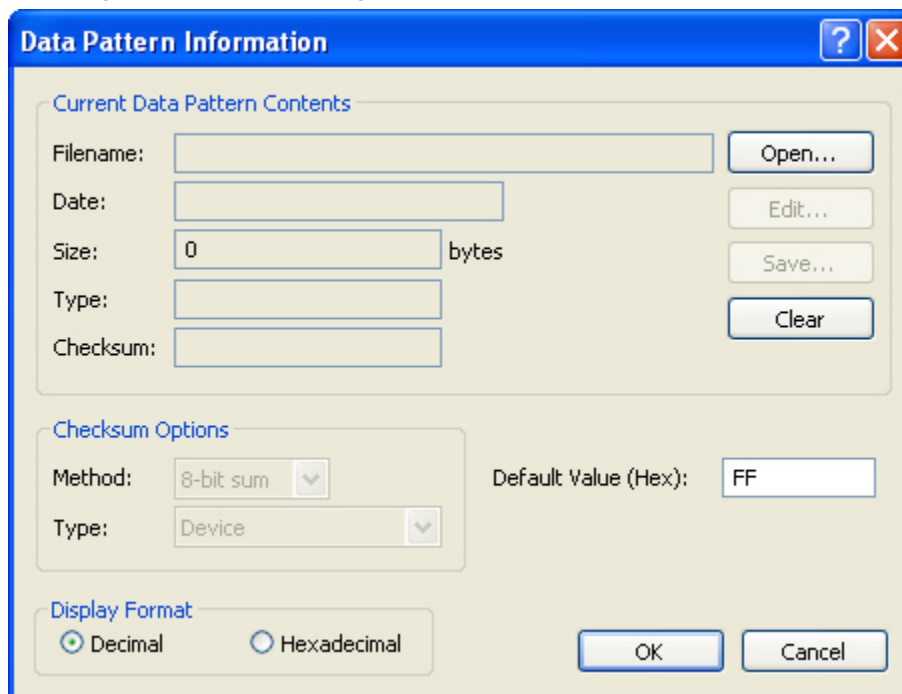 Data Pattern Information
Current Data Pattern Contents
Filename:
Open...
Date:
Edit...
Size: 0 bytes
Save...
Type:
Clear
Checksum:
Checksum Options
Method: 8-bit sum
Default Value (Hex): FF
Type: Device
Display Format
Decimal Hexadecimal
OK Cancel